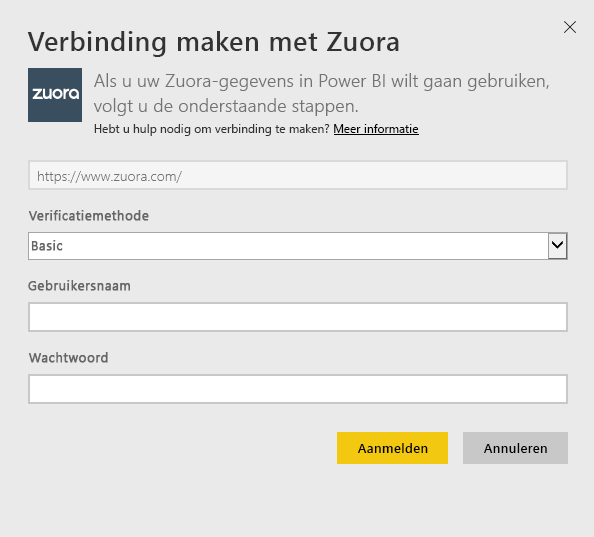 Verbinding maken met Zuora
zuora
Als u uw Zuora-gegevens in Power BI wilt gaan gebruiken,
volgt u de onderstaande stappen.
Hebt u hulp nodig om verbinding te maken? Meer informatie
https://www.zuora.com/
Verificatiemethode
Basic
Gebruikersnaam
Wachtwoord
Aanmelden Annuleren